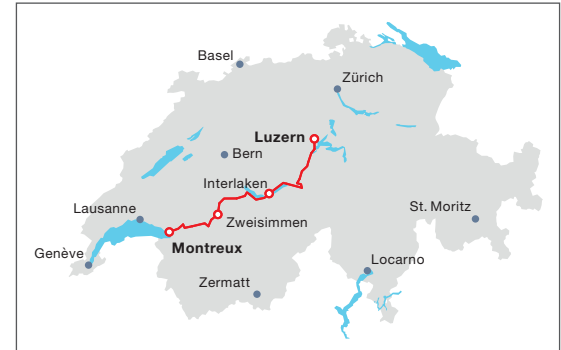 Basel
Zürich
Luzern
Bern
Interlaken
Lausanne
Zweisimmen
St. Moritz
Montreux
Genève
Locarno
Zermatt